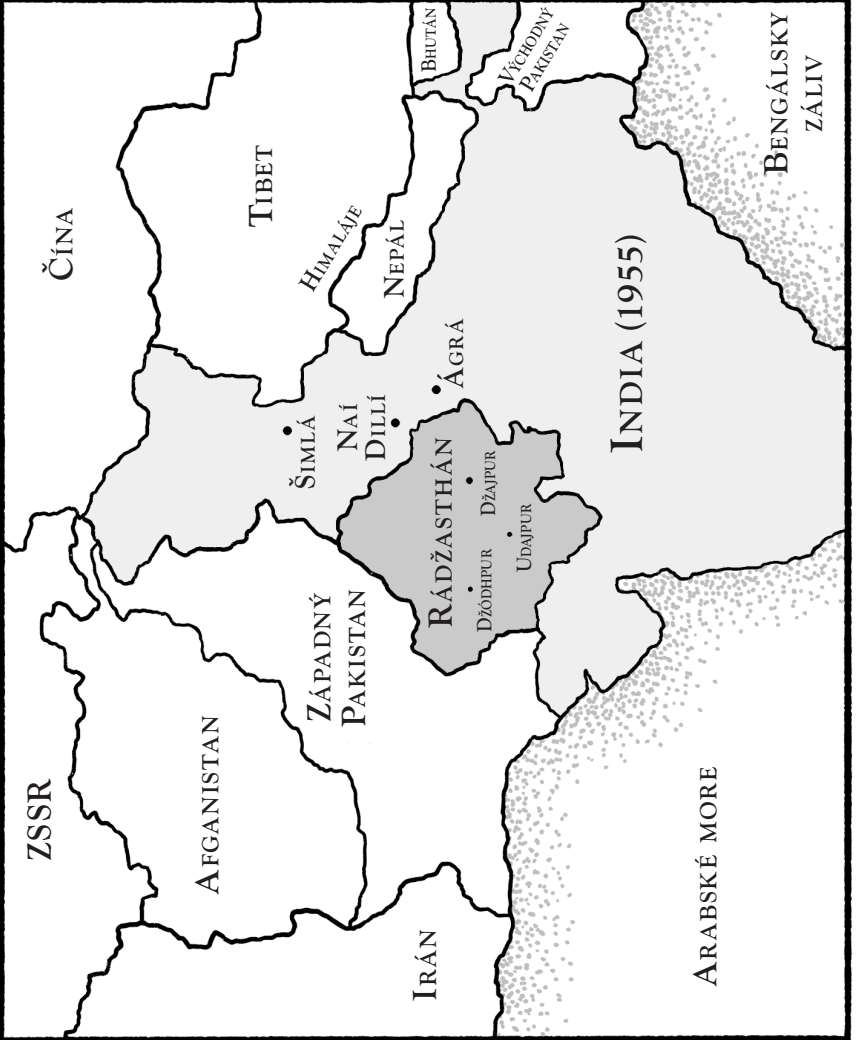 ZSSR
ČÍNA
AFGANISTAN
TIBET
ŠIMLÁ
HIMALÁJE
ZÁPADNÝ
PAKISTAN
NAÍ
DILLÍ
NEPÁL
IRÁN
BHUTÁN
RÁDŽASTHÁN
ÁGRÁ
DŽÓDHPUR
DŽAJPUR
VÝCHODNÝ
PAKISTAN
UDAJPUR
INDIA (1955)
ARABSKÉ MORE
BENGÁLSKY
ZÁLIV